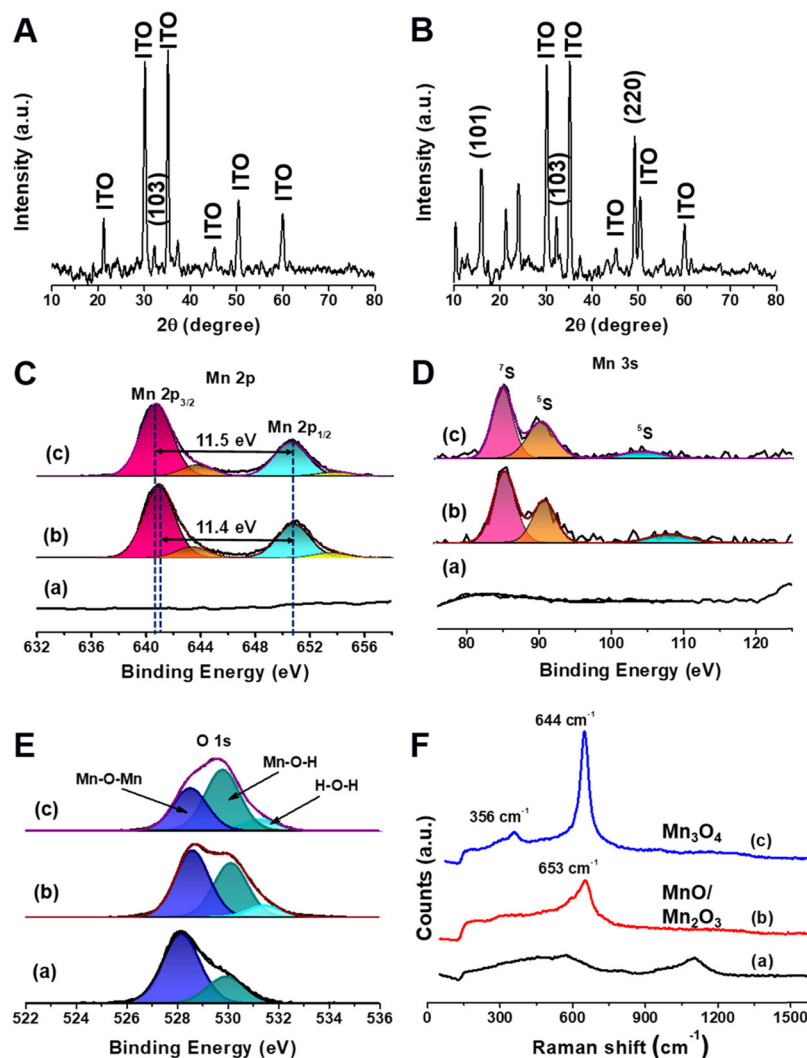 A
ITO
ITO
ITO
(103)
ITO
ITO
ITO
Intensity (a.u.)
10 20 30 40 50 60 70 80
2θ (degree)
B
ITO
ITO
(101)
(103)
(220)
ITO
ITO
ITO
Intensity (a.u.)
10 20 30 40 50 60 70 80
2θ (degree)
C
Mn 2p
Mn 2p3/2
Mn 2p1/2
11.5 eV
(c)
11.4 eV
(b)
(a)
632 636 640 644 648 652 656
Binding Energy (eV)
D
Mn 3s
⁷S
⁵S
⁵S
(c)
(b)
(a)
80 90 100 110 120
Binding Energy (eV)
E
O 1s
Mn-O-Mn
Mn-O-H
H-O-H
(c)
(b)
(a)
522 524 526 528 530 532 534 536
Binding Energy (eV)
F
644 cm⁻¹
356 cm⁻¹
Mn₃O₄
(c)
653 cm⁻¹
MnO/
Mn₂O₃
(b)
(a)
Counts (a.u.)
0 300 600 900 1200 1500
Raman shift (cm⁻¹)